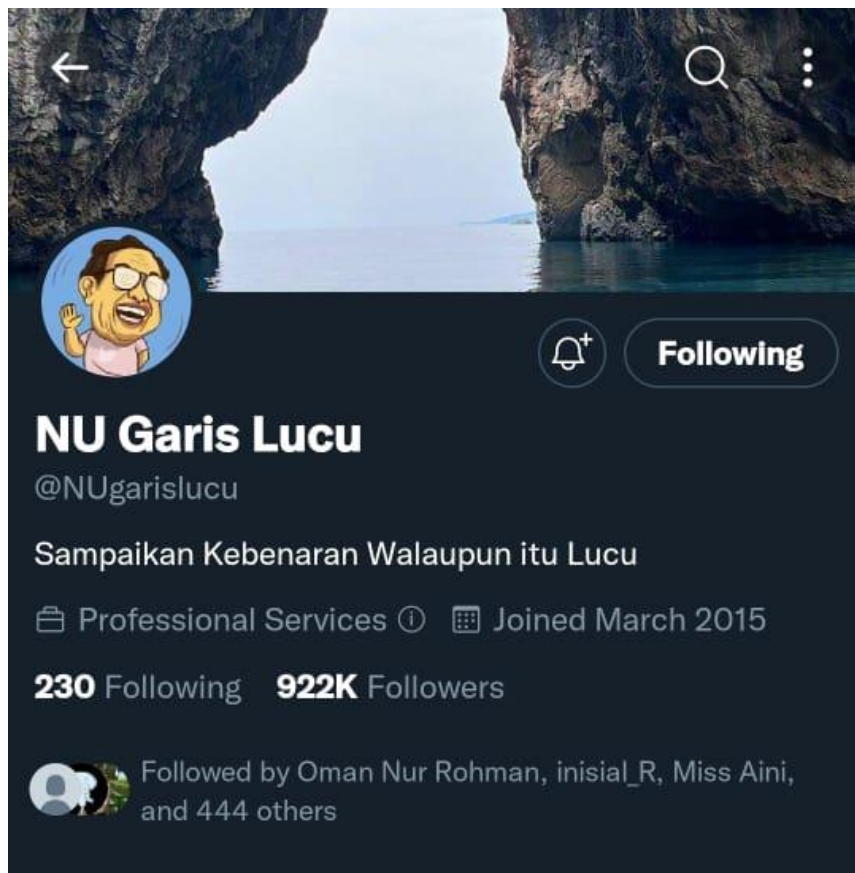 Following
NU Garis Lucu
@NUgarislucu
Sampaikan Kebenaran Walaupun itu Lucu
Professional Services Joined March 2015
230 Following 922K Followers
Followed by Oman Nur Rohman, inisial_R, Miss Aini,
and 444 others